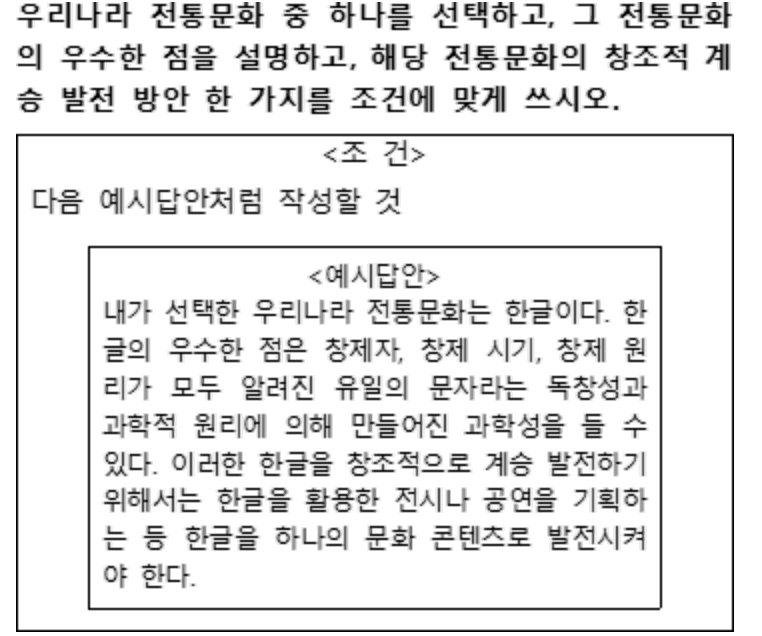 우리나라 전통문화 중 하나를 선택하고, 그 전통문화
의 우수한 점을 설명하고, 해당 전통문화의 창조적 계
승 발전 방안 한 가지를 조건에 맞게 쓰시오.
<조 건>
다음 예시답안처럼 작성할 것
<예시답안>
내가 선택한 우리나라 전통문화는 한글이다. 한
글의 우수한 점은 창제자, 창제 시기, 창제 원
리가 모두 알려진 유일의 문자라는 독창성과
과학적 원리에 의해 만들어진 과학성을 들 수
있다. 이러한 한글을 창조적으로 계승 발전하기
위해서는 한글을 활용한 전시나 공연을 기획하
는 등 한글을 하나의 문화 콘텐츠로 발전시켜
야 한다.